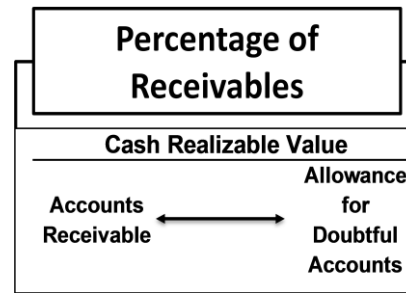 Percentage of
Receivables
Cash Realizable Value
Accounts
Receivable
Allowance
for
Doubtful
Accounts